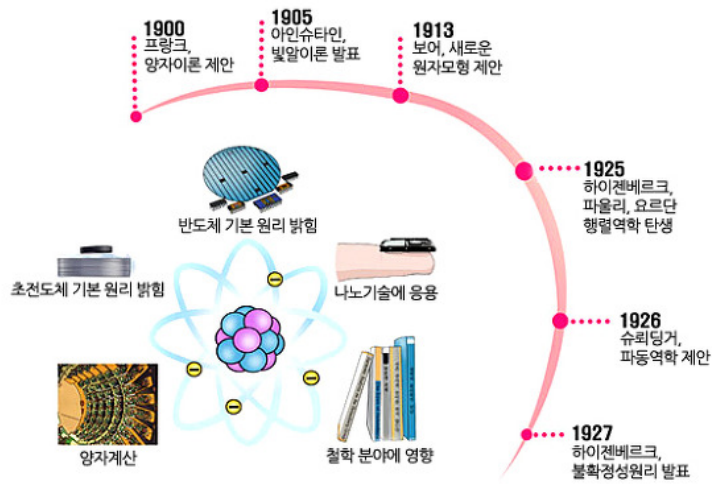 1900
프랑크,
양자이론 제안
1905
아인슈타인,
빛알이론 발표
1913
보어, 새로운
원자모형 제안
1925
하이젠베르크,
파울리, 요르단
행렬역학 탄생
1926
슈뢰딩거,
파동역학 제안
1927
하이젠베르크,
불확정성원리 발표
반도체 기본 원리 밝힘
초전도체 기본 원리 밝힘
나노기술에 응용
양자계산
철학 분야에 영향